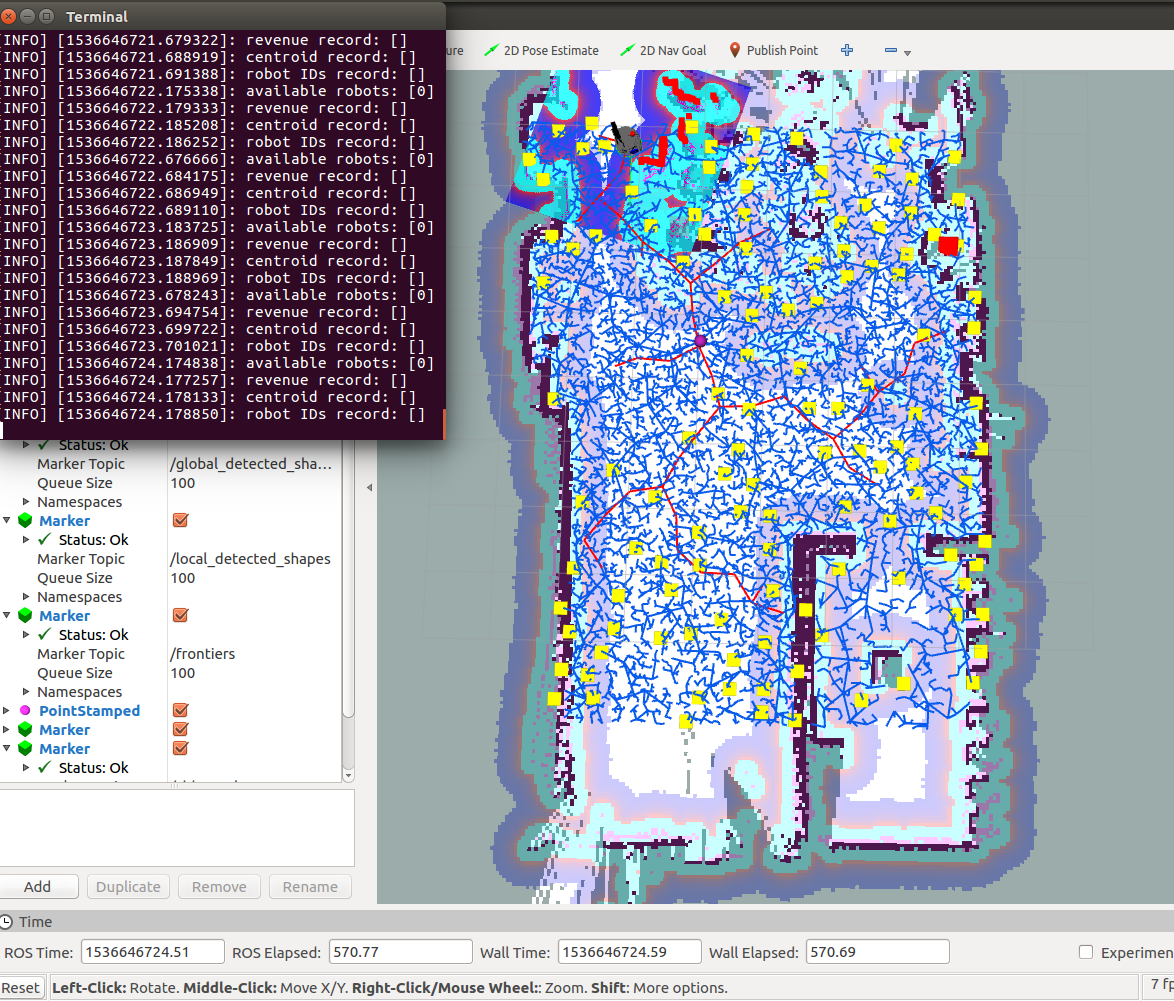 Terminal
[INFO] [1536646721.679322]: revenue record: []
[INFO] [1536646721.688919]: centroid record: []
[INFO] [1536646721.691388]: robot IDs record: []
[INFO] [1536646722.175338]: available robots: [0]
[INFO] [1536646722.179333]: revenue record: []
[INFO] [1536646722.185208]: centroid record: []
[INFO] [1536646722.186252]: robot IDs record: []
[INFO] [1536646722.676666]: available robots: [0]
[INFO] [1536646722.684175]: revenue record: []
[INFO] [1536646722.686949]: centroid record: []
[INFO] [1536646722.689110]: robot IDs record: []
[INFO] [1536646723.183725]: available robots: [0]
[INFO] [1536646723.186909]: revenue record: []
[INFO] [1536646723.187849]: centroid record: []
[INFO] [1536646723.188969]: robot IDs record: []
[INFO] [1536646723.678243]: available robots: [0]
[INFO] [1536646723.694754]: revenue record: []
[INFO] [1536646723.699722]: centroid record: []
[INFO] [1536646723.701021]: robot IDs record: []
[INFO] [1536646724.174838]: available robots: [0]
[INFO] [1536646724.177257]: revenue record: []
[INFO] [1536646724.178133]: centroid record: []
[INFO] [1536646724.178850]: robot IDs record: []
ure 2D Pose Estimate 2D Nav Goal Publish Point
Status: Ok
Marker Topic /global_detected_sha...
Queue Size 100
Namespaces
Marker
Status: Ok
Marker Topic /local_detected_shapes
Queue Size 100
Namespaces
Marker
Status: Ok
Marker Topic /frontiers
Queue Size 100
Namespaces
PointStamped
Marker
Marker
Status: Ok
Add Duplicate Remove Rename
Time
ROS Time: 1536646724.51 ROS Elapsed: 570.77 Wall Time: 1536646724.59 Wall Elapsed: 570.69 Experimen
Reset Left-Click: Rotate. Middle-Click: Move X/Y. Right-Click/Mouse Wheel:: Zoom. Shift: More options. 7 fp